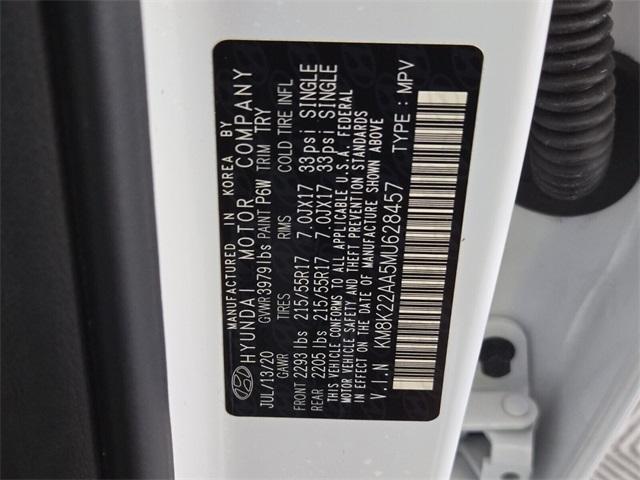 MANUFACTURED IN KOREA BY
HYUNDAI MOTOR COMPANY
JUL/13/20 GVWR 3979lbs PAINT P6W TRIM TRY
GAWR TIRES RIMS COLD TIRE INFL
FRONT 2293lbs 215/55R17 7.0JX17 33psi SINGLE
REAR 2205lbs 215/55R17 7.0JX17 33psi SINGLE
THIS VEHICLE CONFORMS TO ALL APPLICABLE U.S.A. FEDERAL
MOTOR VEHICLE SAFETY AND THEFT PREVENTION STANDARDS
IN EFFECT ON THE DATE OF MANUFACTURE SHOWN ABOVE
V.I.N KM8K22AA5MU628457 TYPE : MPV